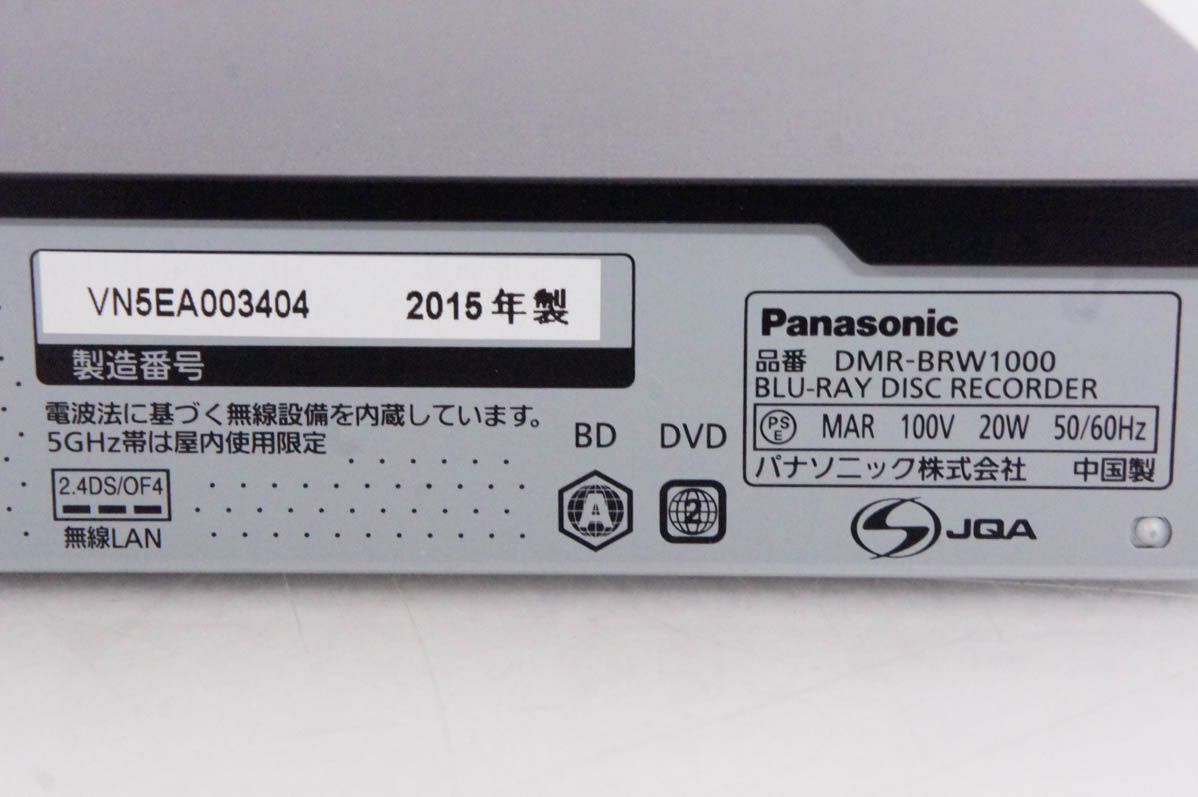 VN5EA003404 2015年製
製造番号
電波法に基づく無線設備を内蔵しています。
5GHz帯は屋内使用限定
2.4DS/OF4
無線LAN
BD DVD
A 2
Panasonic
品番 DMR-BRW1000
BLU-RAY DISC RECORDER
PSE MAR 100V 20W 50/60Hz
パナソニック株式会社 中国製
JQA